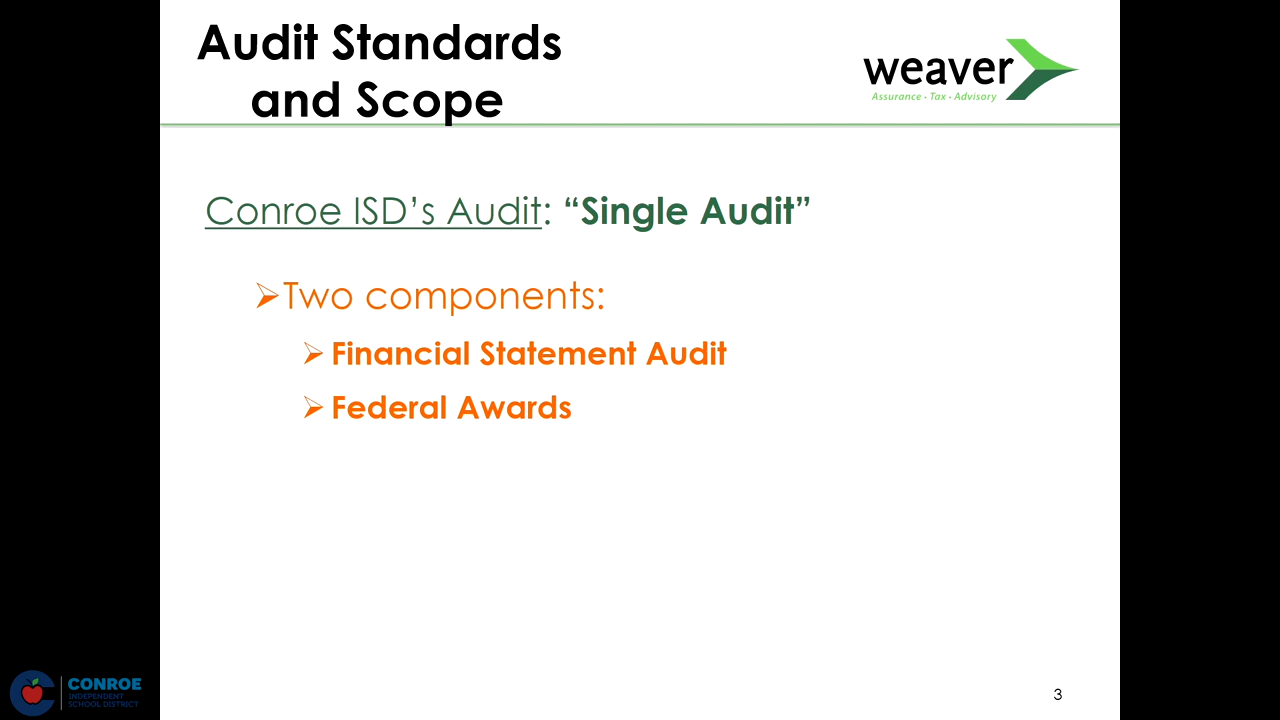 Audit Standards
and Scope
weaver
Assurance • Tax • Advisory
Conroe ISD’s Audit: “Single Audit”
Two components:
Financial Statement Audit
Federal Awards
3
CONROE
INDEPENDENT
SCHOOL DISTRICT